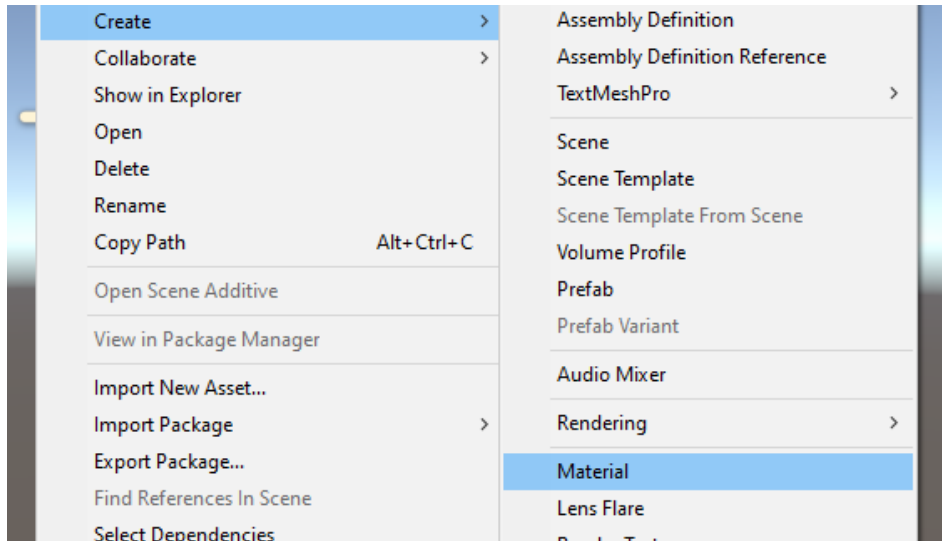 Create
Collaborate
Show in Explorer
Open
Delete
Rename
Copy Path Alt+Ctrl+C
Open Scene Additive
View in Package Manager
Import New Asset...
Import Package
Export Package...
Find References In Scene
Select Dependencies
Assembly Definition
Assembly Definition Reference
TextMeshPro
Scene
Scene Template
Scene Template From Scene
Volume Profile
Prefab
Prefab Variant
Audio Mixer
Rendering
Material
Lens Flare